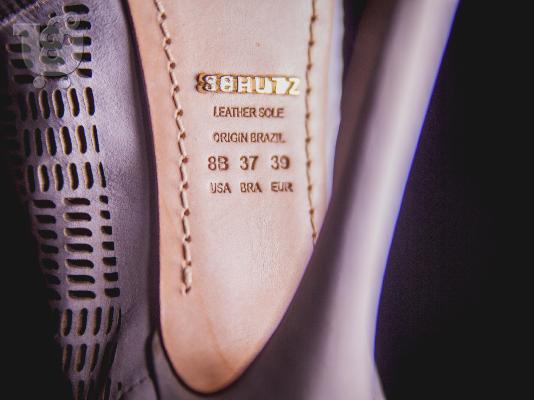 SCHUTZ
LEATHER SOLE
ORIGIN BRAZIL
8B 37 39
USA BRA EUR